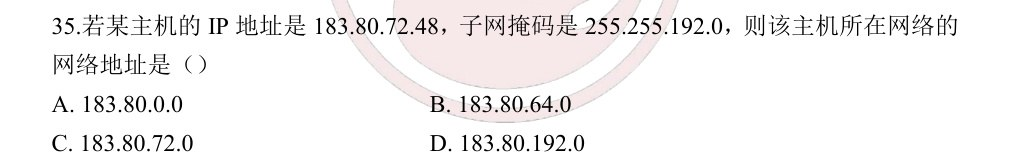 35.若某主机的 IP 地址是 183.80.72.48，子网掩码是 255.255.192.0，则该主机所在网络的
网络地址是（）
A. 183.80.0.0 B. 183.80.64.0
C. 183.80.72.0 D. 183.80.192.0